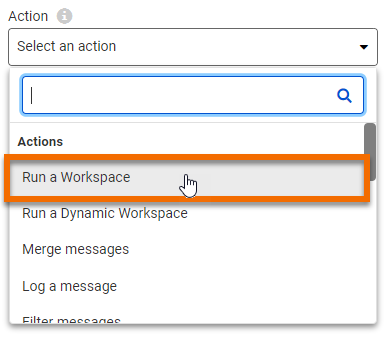 Action
Select an action
Actions
Run a Workspace
Run a Dynamic Workspace
Merge messages
Log a message
Filter messages